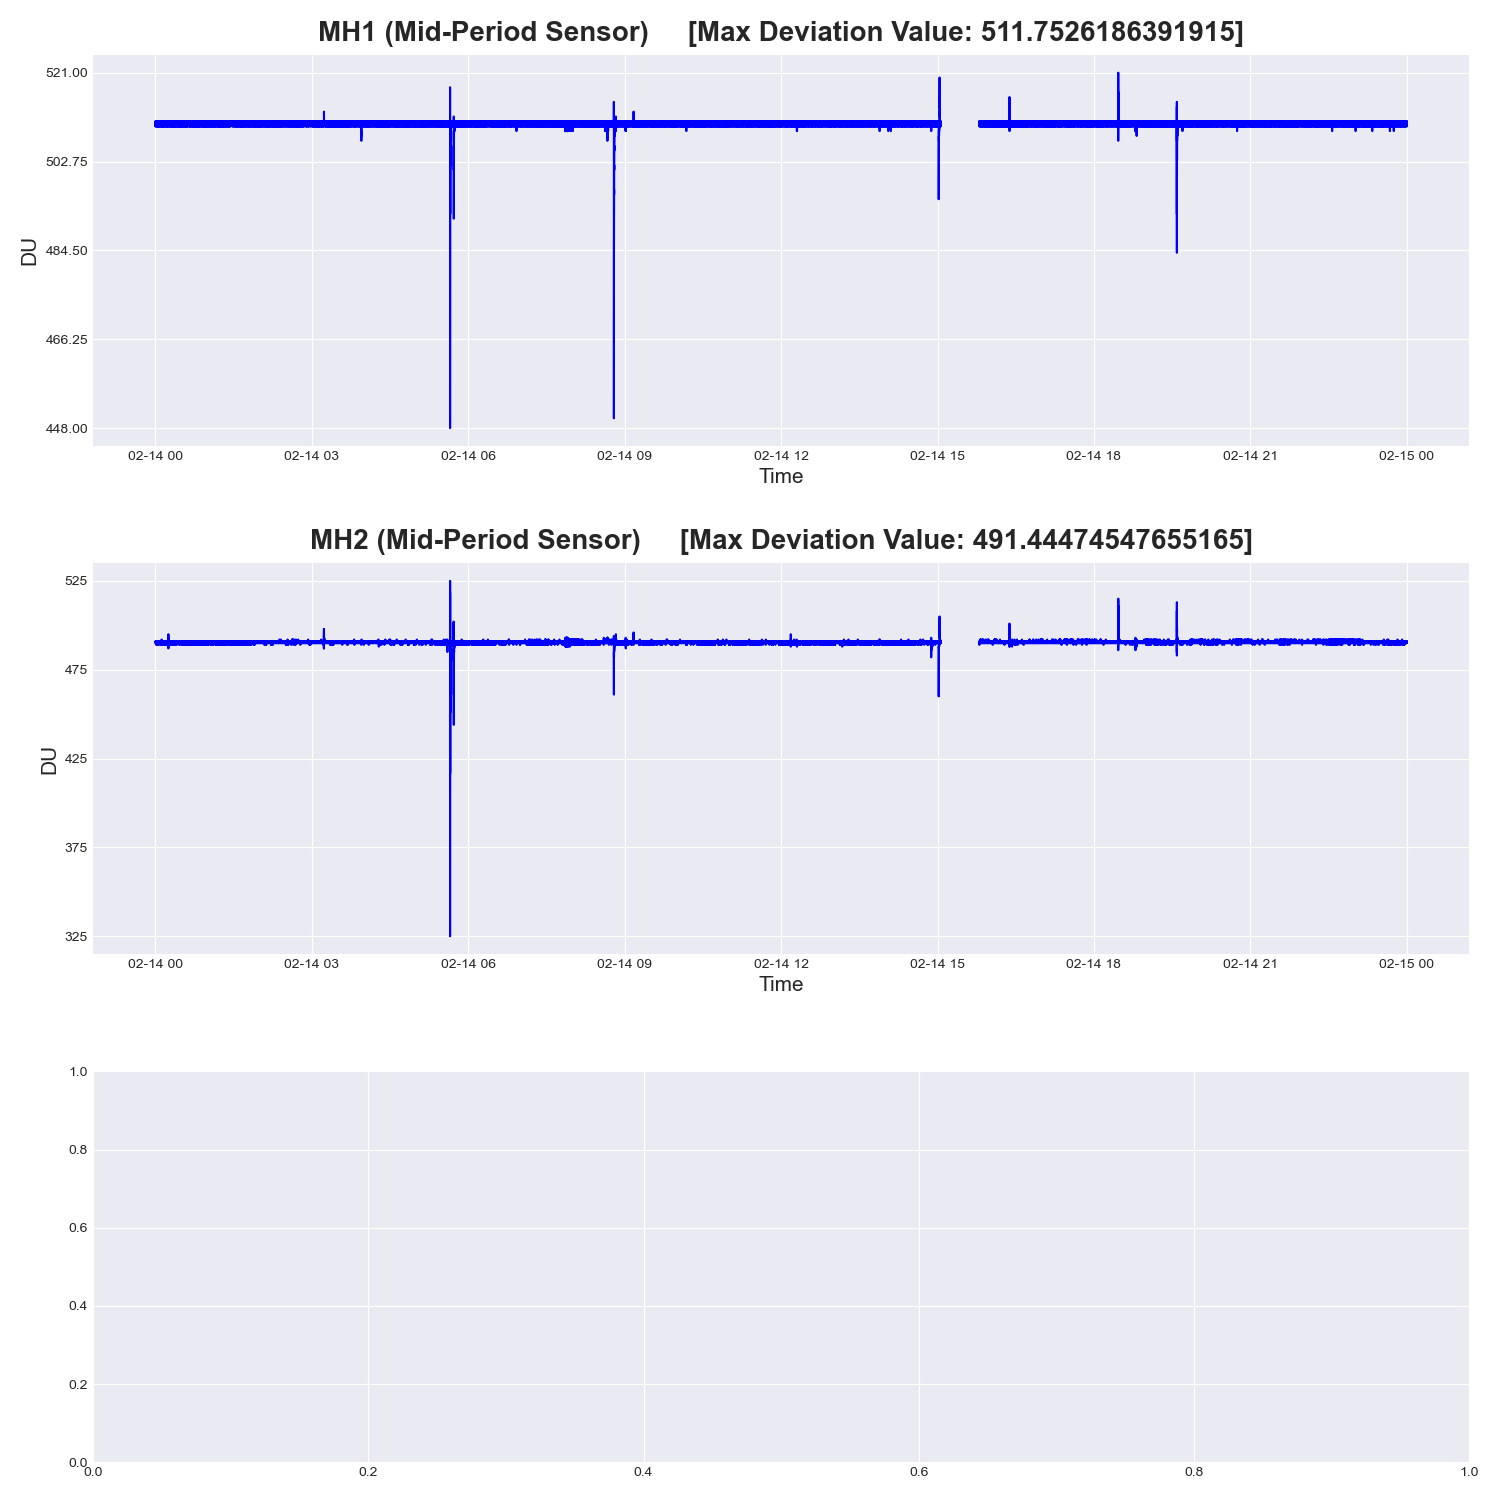 MH1 (Mid-Period Sensor) [Max Deviation Value: 511.7526186391915]
521.00
502.75
484.50
466.25
448.00
DU
02-14 00 02-14 03 02-14 06 02-14 09 02-14 12 02-14 15 02-14 18 02-14 21 02-15 00
Time
MH2 (Mid-Period Sensor) [Max Deviation Value: 491.44474547655165]
525
475
425
375
325
DU
02-14 00 02-14 03 02-14 06 02-14 09 02-14 12 02-14 15 02-14 18 02-14 21 02-15 00
Time
1.0
0.8
0.6
0.4
0.2
0.0
0.0 0.2 0.4 0.6 0.8 1.0